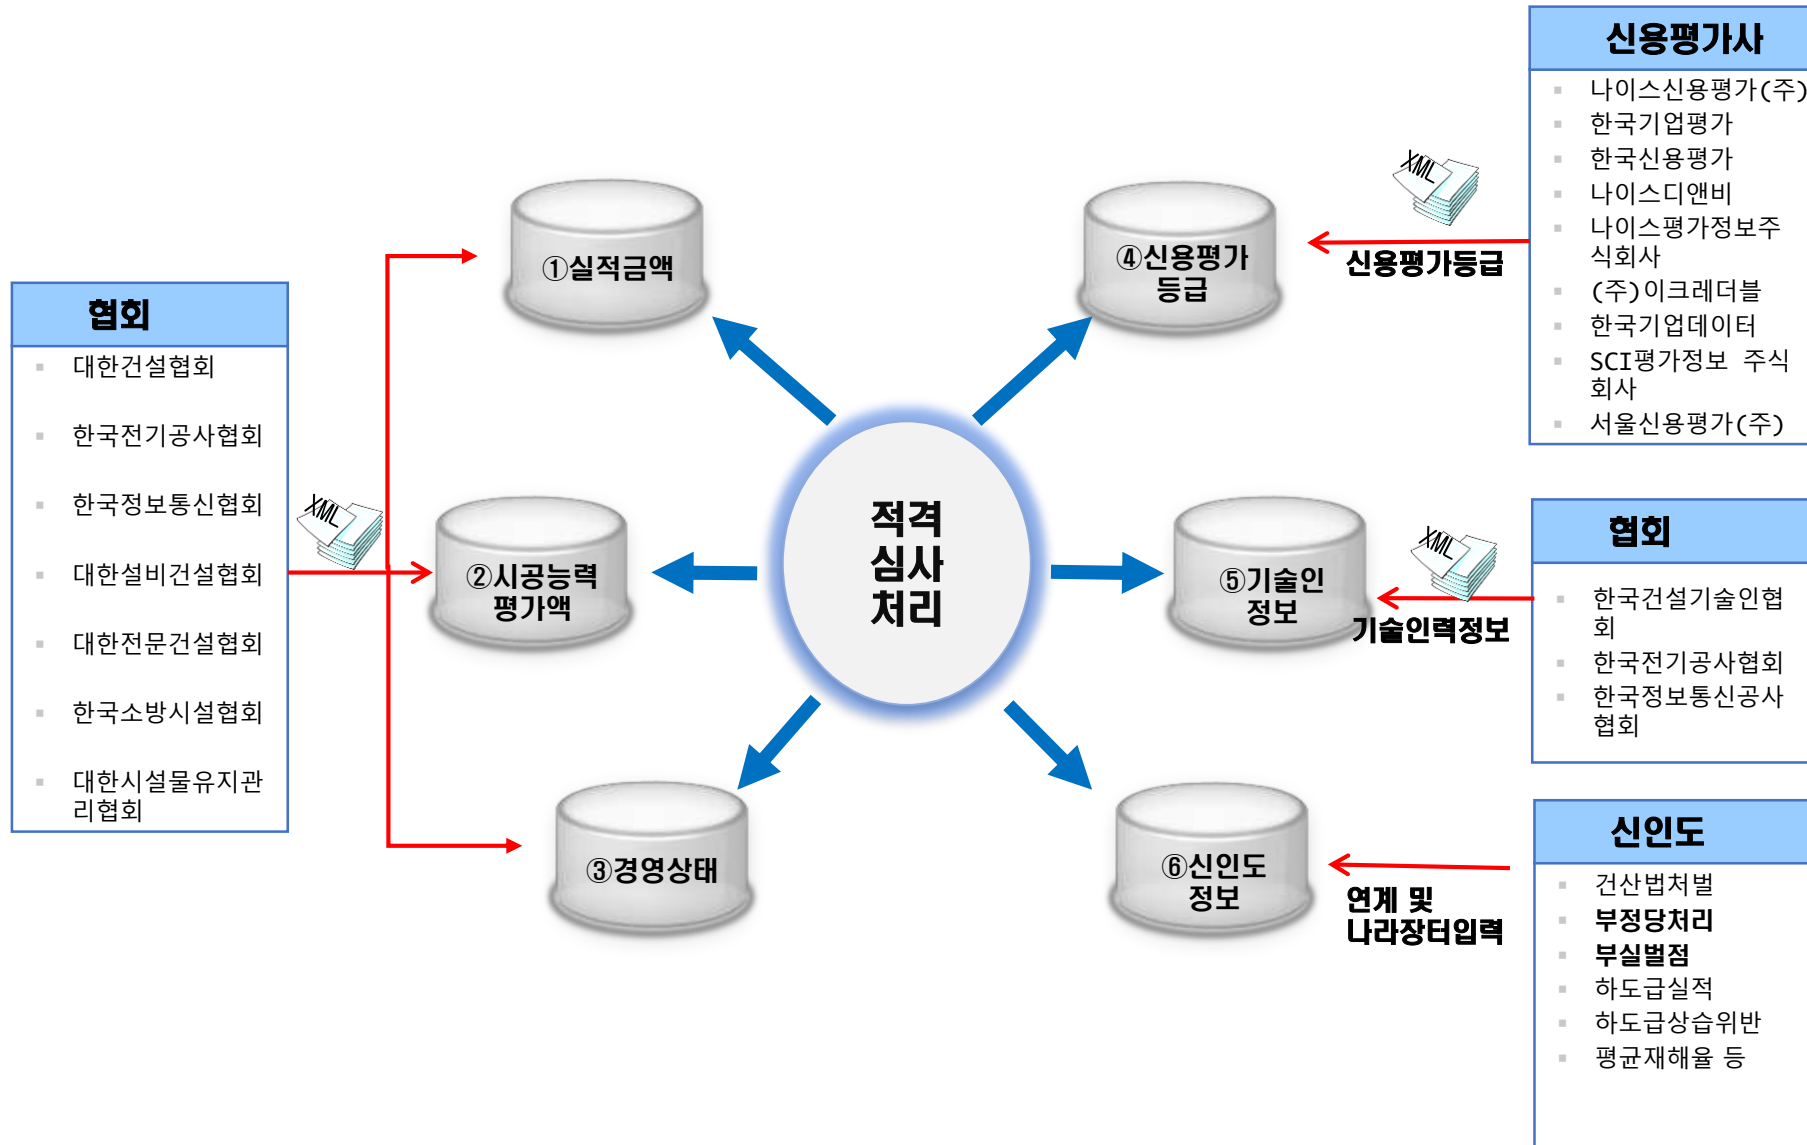 협회
대한건설협회
한국전기공사협회
한국정보통신협회
대한설비건설협회
대한전문건설협회
한국소방시설협회
대한시설물유지관
리협회
XML
①실적금액
②시공능력
평가액
③경영상태
적격
심사
처리
④신용평가
등급
⑤기술인
정보
⑥신인도
정보
XML
신용평가등급
XML
기술인력정보
연계 및
나라장터입력
신용평가사
나이스신용평가(주)
한국기업평가
한국신용평가
나이스디앤비
나이스평가정보주
식회사
(주)이크레더블
한국기업데이터
SCI평가정보 주식
회사
서울신용평가(주)
협회
한국건설기술인협
회
한국전기공사협회
한국정보통신공사
협회
신인도
건산법처벌
부정당처리
부실벌점
하도급실적
하도급상습위반
평균재해율 등